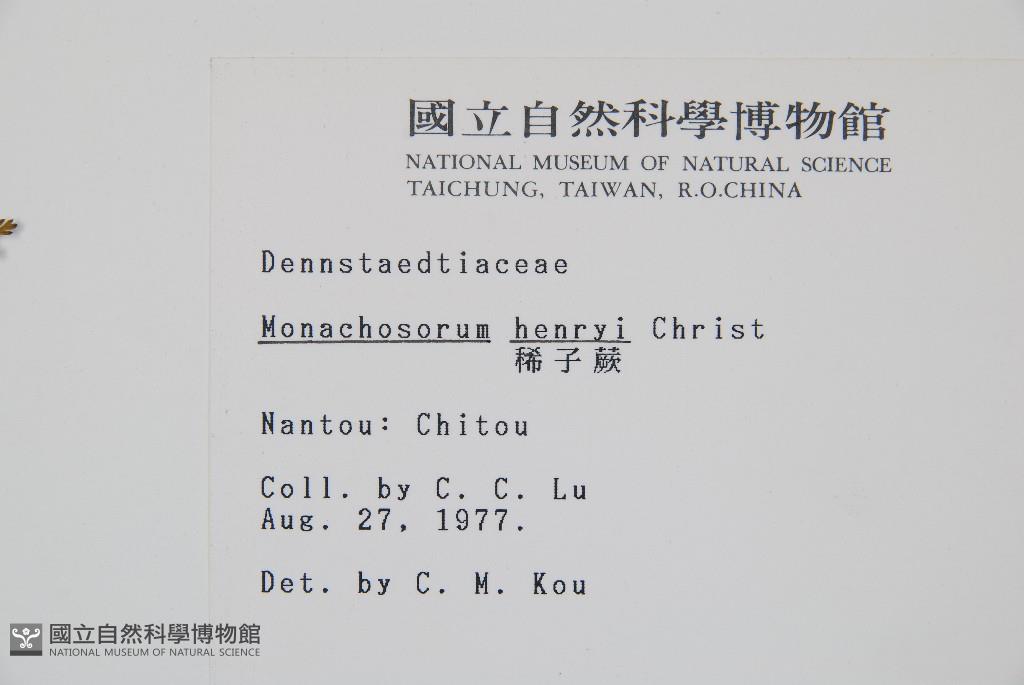 國立自然科學博物館
NATIONAL MUSEUM OF NATURAL SCIENCE
TAICHUNG, TAIWAN, R.O.CHINA
Dennstaedtiaceae
Monachosorum henryi Christ
稀子蕨
Nantou: Chitou
Coll. by C. C. Lu
Aug. 27, 1977.
Det. by C. M. Kou
國立自然科學博物館
NATIONAL MUSEUM OF NATURAL SCIENCE